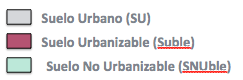 Suelo Urbano (SU)
Suelo Urbanizable (Suble)
Suelo No Urbanizable (SNUble)